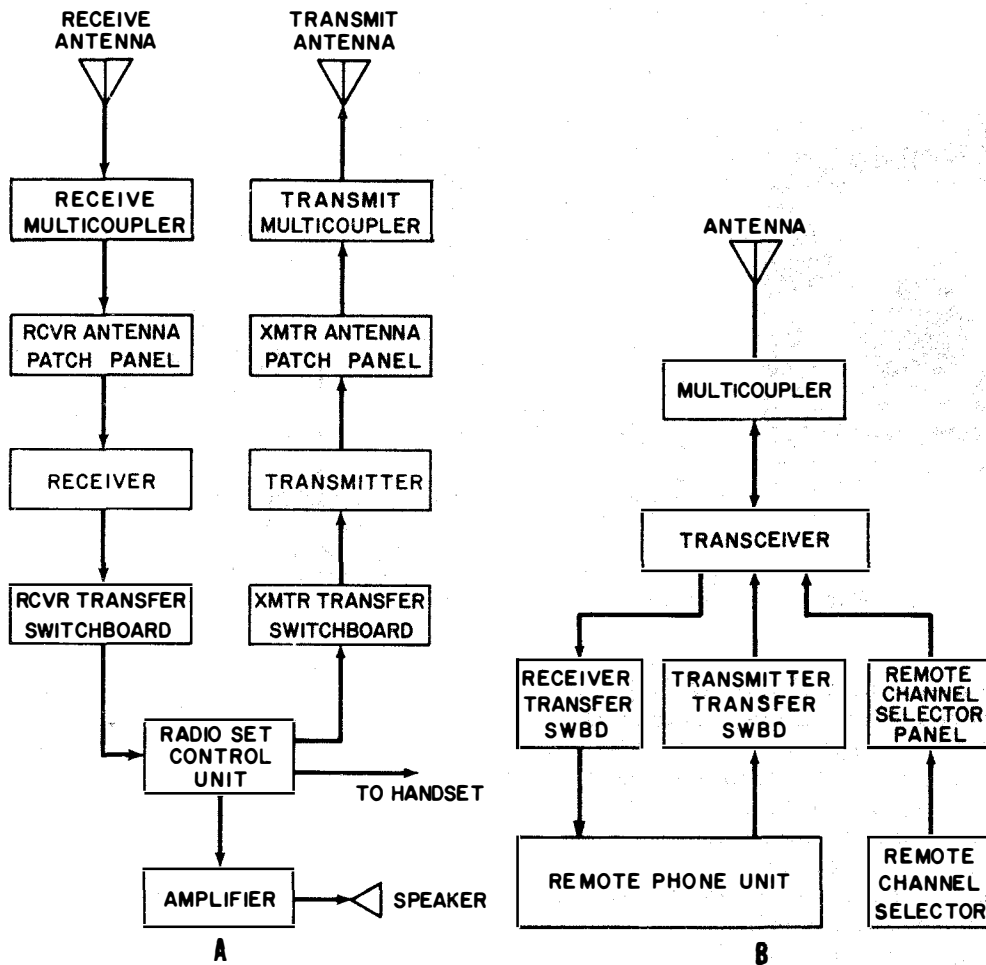 RECEIVE
ANTENNA
TRANSMIT
ANTENNA
RECEIVE
MULTICOUPLER
TRANSMIT
MULTICOUPLER
RCVR ANTENNA
PATCH PANEL
XMTR ANTENNA
PATCH PANEL
RECEIVER
TRANSMITTER
RCVR TRANSFER
SWITCHBOARD
XMTR TRANSFER
SWITCHBOARD
RADIO SET
CONTROL
UNIT
TO HANDSET
AMPLIFIER
SPEAKER
A
ANTENNA
MULTICOUPLER
TRANSCEIVER
RECEIVER
TRANSFER
SWBD
TRANSMITTER
TRANSFER
SWBD
REMOTE
CHANNEL
SELECTOR
PANEL
REMOTE PHONE UNIT
REMOTE
CHANNEL
SELECTOR
B